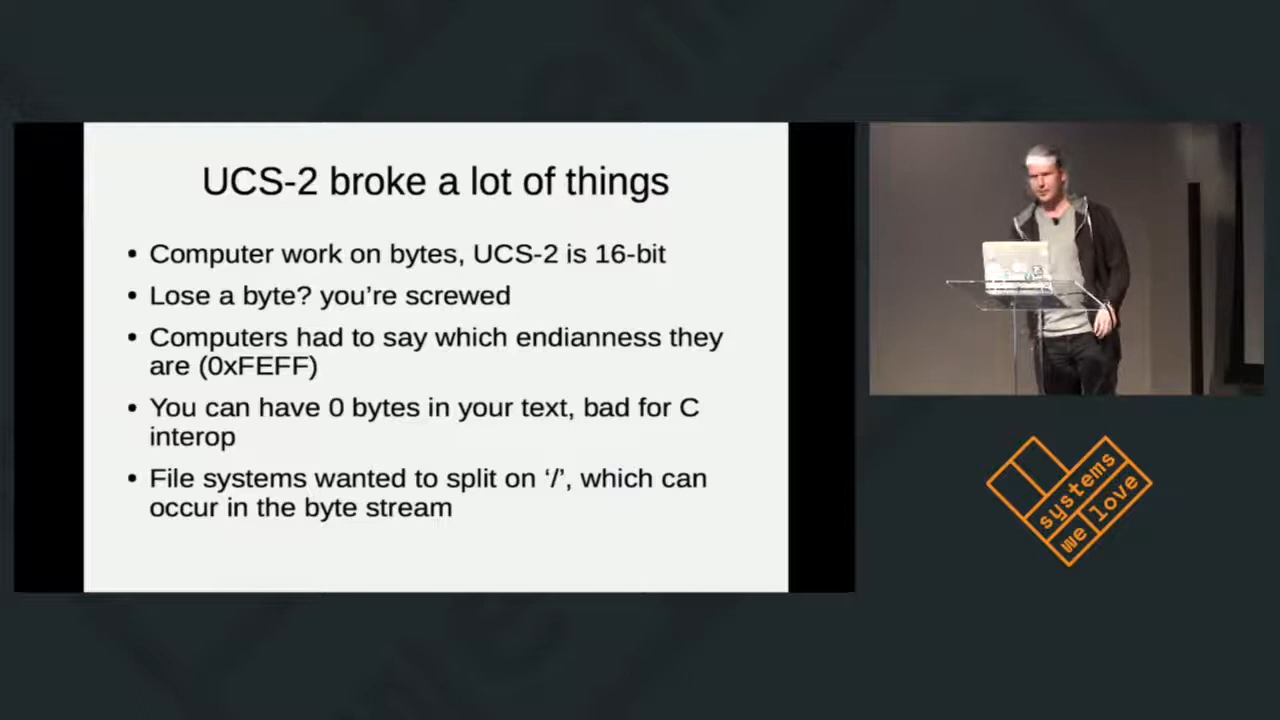 UCS-2 broke a lot of things
• Computer work on bytes, UCS-2 is 16-bit
• Lose a byte? you're screwed
• Computers had to say which endianness they
are (0xFEFF)
• You can have 0 bytes in your text, bad for C
interop
• File systems wanted to split on ‘/’, which can
occur in the byte stream
systems
we love